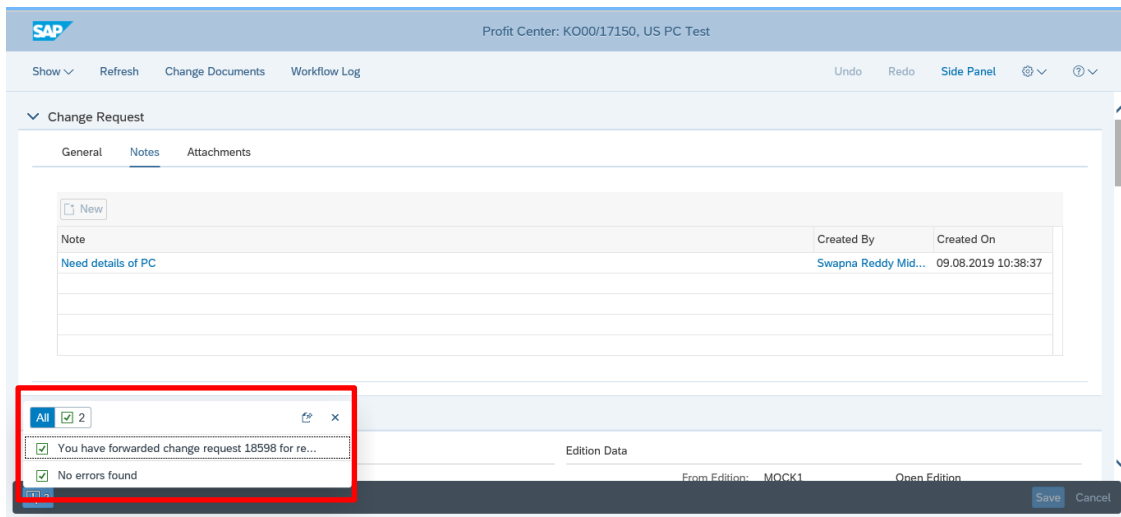 SAP
Profit Center: KO00/17150, US PC Test
Show Refresh Change Documents Workflow Log Undo Redo Side Panel
Change Request
General Notes Attachments
New
Note Created By Created On
Need details of PC Swapna Reddy Mid... 09.08.2019 10:38:37
All 2
You have forwarded change request 18598 for re...
Edition Data
No errors found
From Edition: MOCK1 Open Edition
Save Cancel